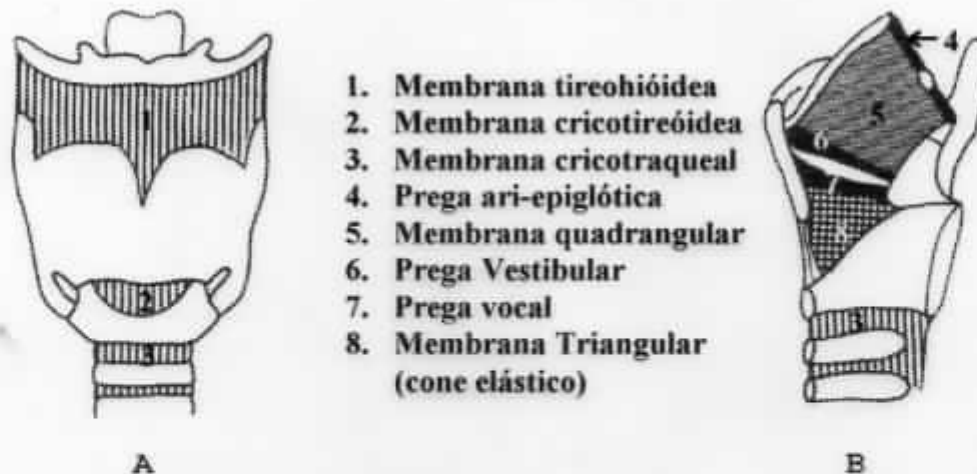 1. Membrana tireohióidea
2. Membrana cricotireóidea
3. Membrana cricotraqueal
4. Prega ari-epiglótica
5. Membrana quadrangular
6. Prega Vestibular
7. Prega vocal
8. Membrana Triangular
(cone elástico)
1
2
3
A
4
5
6
7
8
3
B